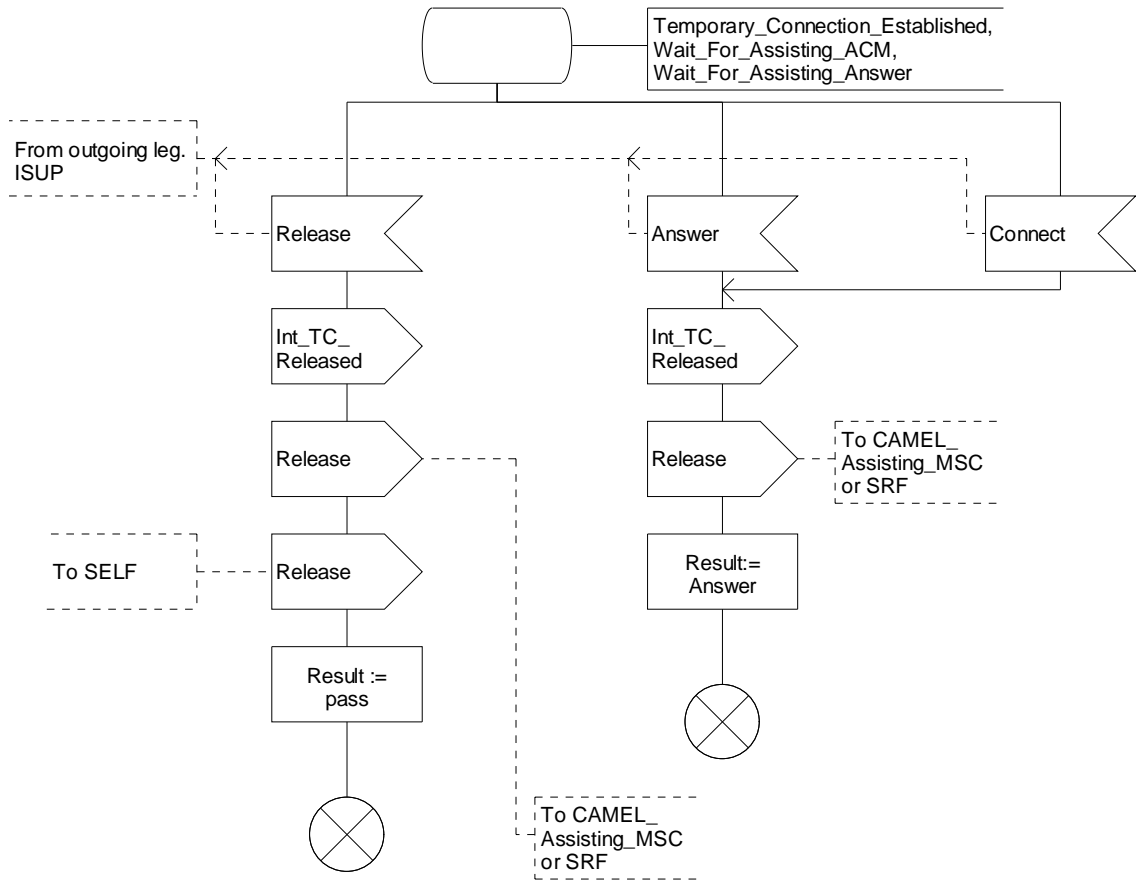 Temporary_Connection_Established,
Wait_For_Assisting_ACM,
Wait_For_Assisting_Answer
From outgoing leg.
ISUP
Release
Answer
Connect
Int_TC_
Released
Int_TC_
Released
Release
Release
To CAMEL_
Assisting_MSC
or SRF
To SELF
Release
Result:=
Answer
Result :=
pass
To CAMEL_
Assisting_MSC
or SRF